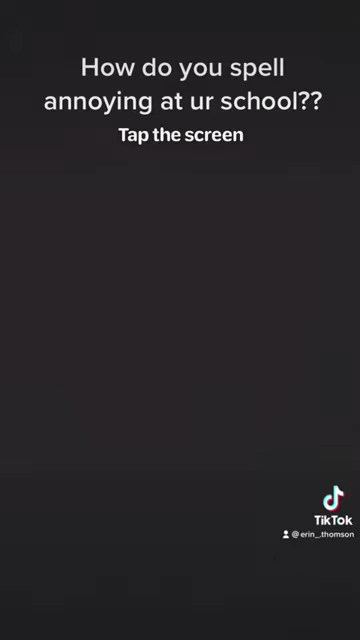 How do you spell
annoying at ur school??
Tap the screen
TikTok
@erin_.thomson